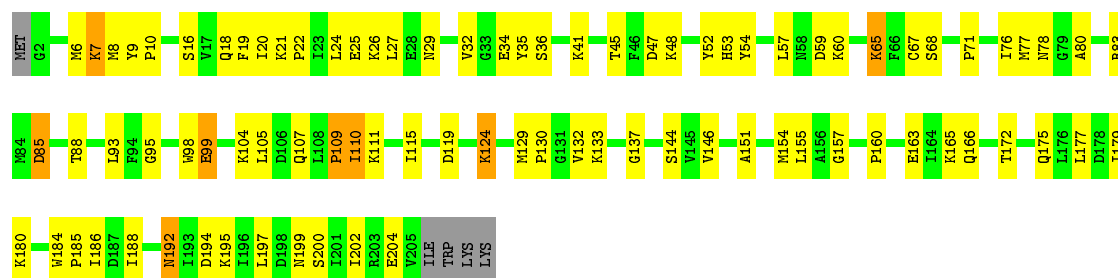 MET G2 M6 K7 M8 Y9 P10 S16 V17 Q18 F19 I20 K21 P22 I23 L24 E25 K26 L27 E28 N29 V32 G33 E34 Y35 S36 K41 T45 F46 D47 K48 Y52 H53 Y54 L57 N58 D59 K60 K65 F66 C67 S68 P71 I76 M77 N78 G79 A80
M84 D85 T88 L93 F94 G95 W98 E99 K104 L105 D106 Q107 L108 P109 I110 K111 I115 D119 K124 M129 P130 G131 V132 K133 G137 S144 V145 V146 A151 M154 L155 A156 G157 P160 E163 I164 K165 Q166 T172 Q175 L176 L177 D178
K180 W184 P185 I186 D187 I188 N192 I193 D194 K195 I196 L197 D198 N199 S200 I201 I202 R203 E204 V205 ILE TRP LYS LYS